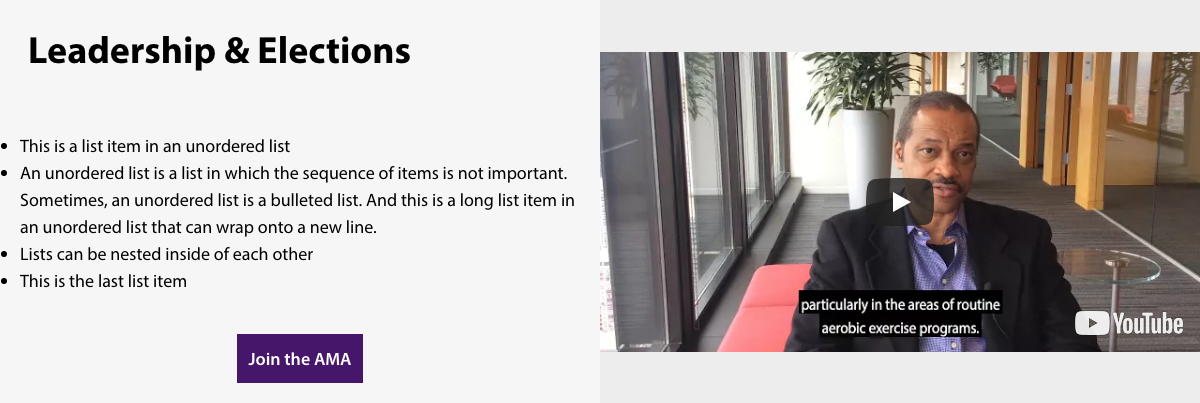 Leadership & Elections
This is a list item in an unordered list
An unordered list is a list in which the sequence of items is not important.
Sometimes, an unordered list is a bulleted list. And this is a long list item in
an unordered list that can wrap onto a new line.
Lists can be nested inside of each other
This is the last list item
Join the AMA
particularly in the areas of routine
aerobic exercise programs.
YouTube